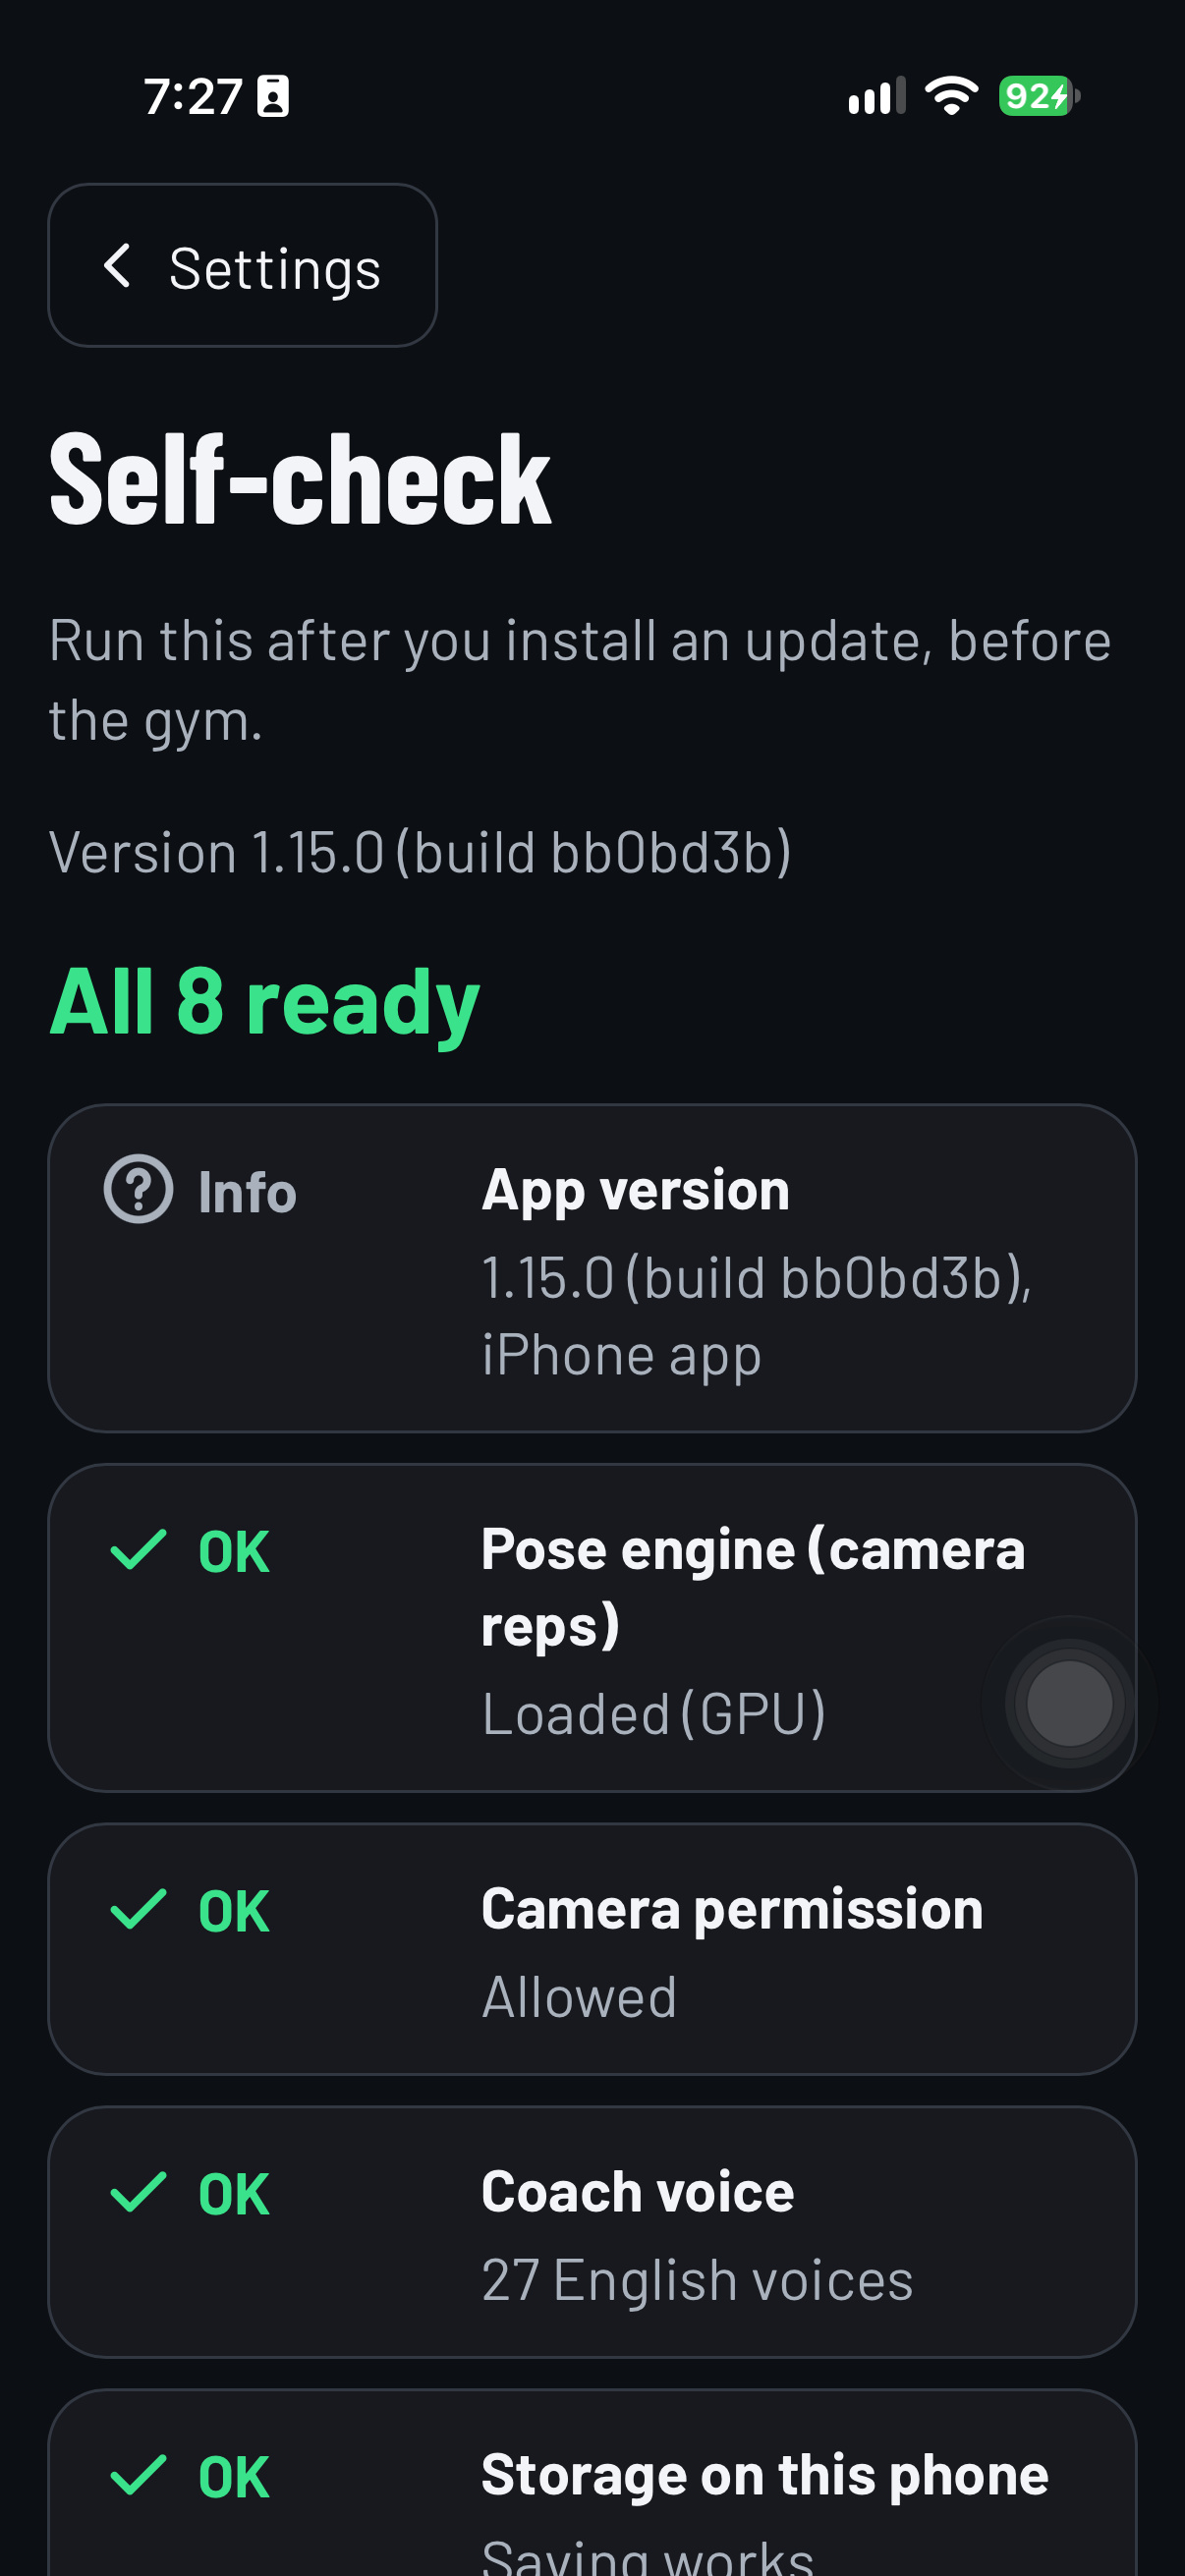 7:27
92
Settings
Self-check
Run this after you install an update, before
the gym.
Version 1.15.0 (build bb0bd3b)
All 8 ready
Info
App version
1.15.0 (build bb0bd3b),
iPhone app
OK
Pose engine (camera
reps)
Loaded (GPU)
OK
Camera permission
Allowed
OK
Coach voice
27 English voices
OK
Storage on this phone
Saving works